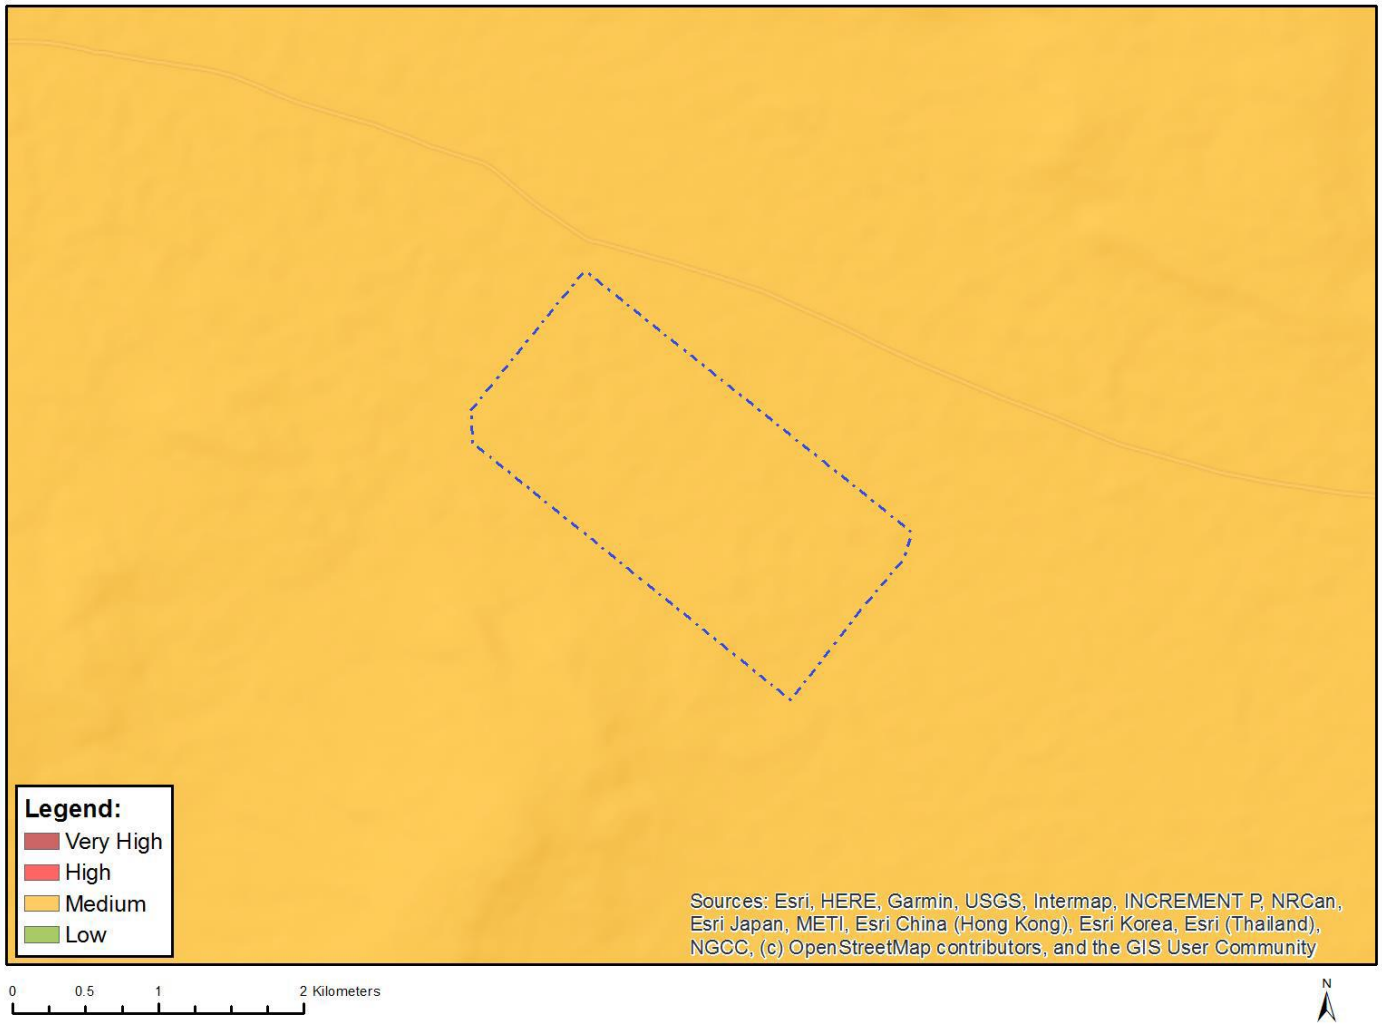 Legend:
Very High
High
Medium
Low
Sources: Esri, HERE, Garmin, USGS, Intermap, INCREMENT P, NRCan,
Esri Japan, METI, Esri China (Hong Kong), Esri Korea, Esri (Thailand),
NGCC, (c) OpenStreetMap contributors, and the GIS User Community
0 0.5 1 2 Kilometers
N